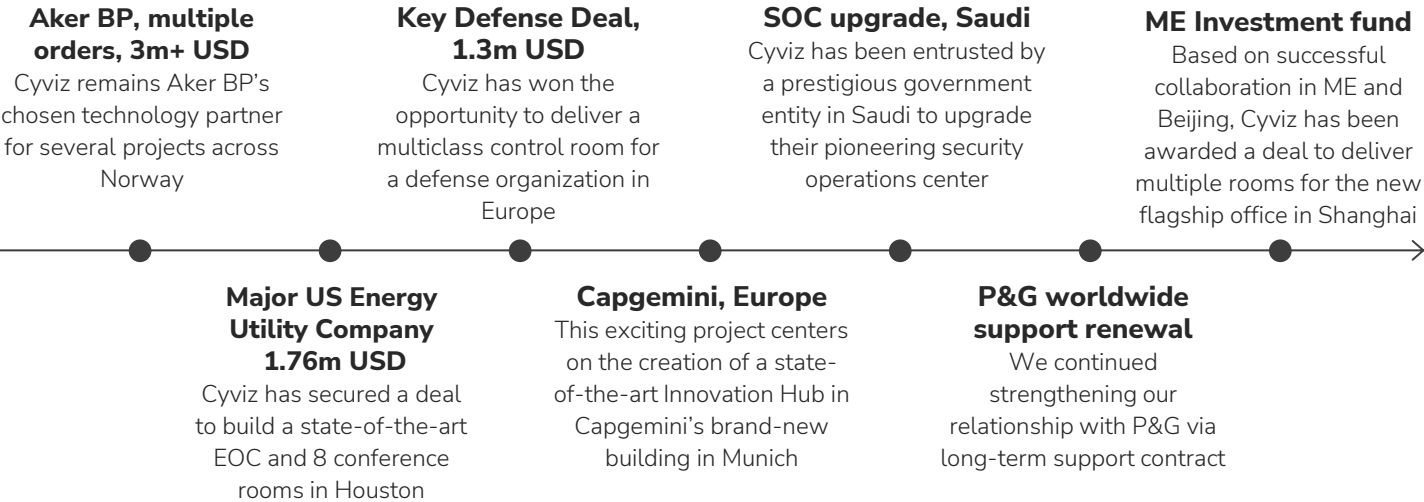 Aker BP, multiple
orders, 3m+ USD
Cyviz remains Aker BP's
chosen technology partner
for several projects across
Norway
Major US Energy
Utility Company
1.76m USD
Cyviz has secured a deal
to build a state-of-the-art
EOC and 8 conference
rooms in Houston
Key Defense Deal,
1.3m USD
Cyviz has won the
opportunity to deliver a
multiclass control room for
a defense organization in
Europe
Capgemini, Europe
This exciting project centers
on the creation of a state-
of-the-art Innovation Hub in
Capgemini's brand-new
building in Munich
SOC upgrade, Saudi
Cyviz has been entrusted by
a prestigious government
entity in Saudi to upgrade
their pioneering security
operations center
P&G worldwide
support renewal
We continued
strengthening our
relationship with P&G via
long-term support contract
ME Investment fund
Based on successful
collaboration in ME and
Beijing, Cyviz has been
awarded a deal to deliver
multiple rooms for the new
flagship office in Shanghai